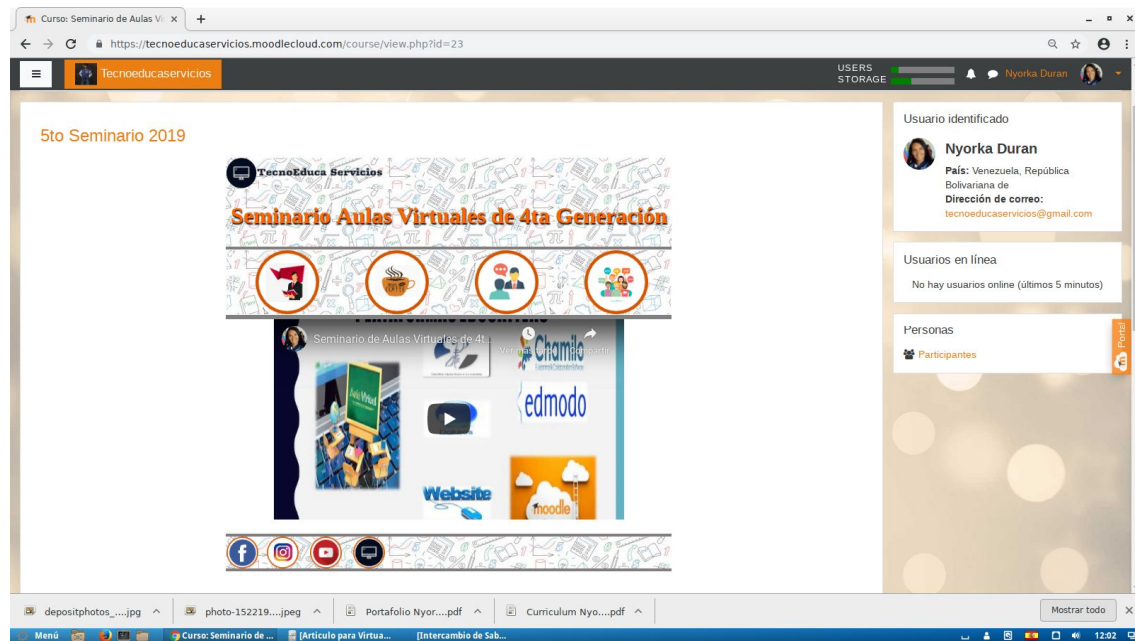 Curso: Seminario de Aulas Vi
https://tecnoeducaservicios.moodlecloud.com/course/view.php?id=23
Tecnoeducaservicios
USERS
STORAGE
Nyorka Duran
5to Seminario 2019
TecnoEduca Servicios
Seminario Aulas Virtuales de 4ta Generación
Seminario de Aulas Virtuales de 4t...
Compartir
Chamilo
Aula Virtual
edmodo
Website
moodle
Usuario identificado
Nyorka Duran
País: Venezuela, República
Bolivariana de
Dirección de correo:
tecnoeducaservicios@gmail.com
Usuarios en línea
No hay usuarios online (últimos 5 minutos)
Personas
Participantes
Portal
depositphotos_....jpg
photo-152219....jpeg
Portafolio Nyor....pdf
Curriculum Nyo....pdf
Mostrar todo
Menú
Curso: Seminario de ...
[Articulo para Virtua...
[Intercambio de Sab...
12:02